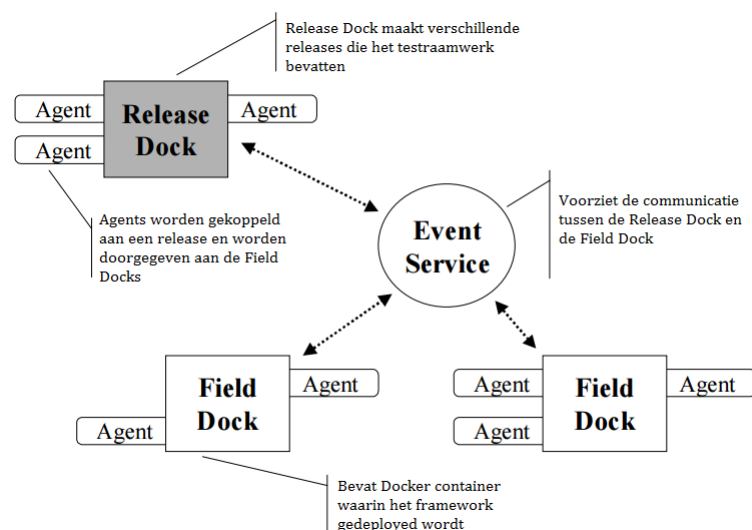 Release Dock maakt verschillende
releases die het testraamwerk
bevatten
Agent
Release
Dock
Agent
Agent
Agents worden gekoppeld
aan een release en worden
doorgegeven aan de Field
Docks
Event
Service
Voorziet de communicatie
tussen de Release Dock en
de Field Dock
Field
Dock
Agent
Agent
Agent
Field
Dock
Agent
Agent
Bevat Docker container
waarin het framework
gedeployed wordt